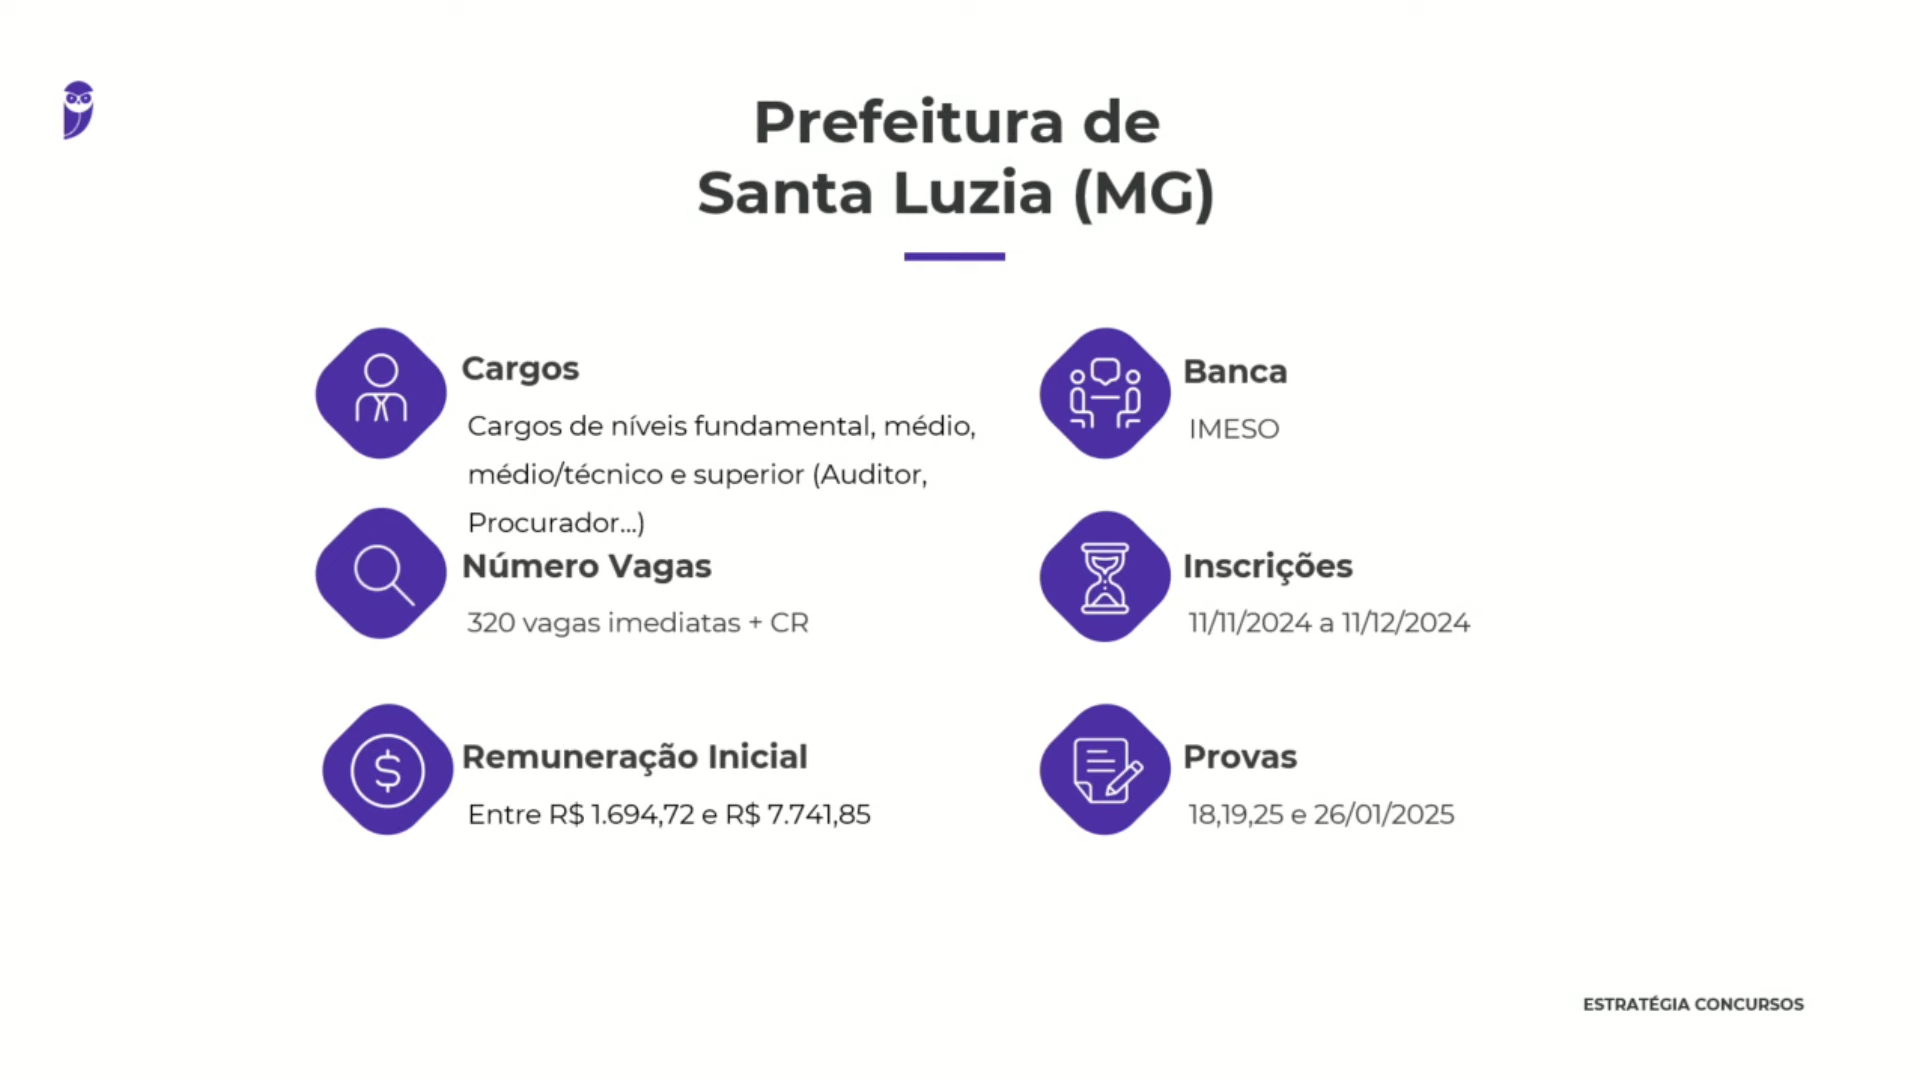 Prefeitura de
Santa Luzia (MG)
Cargos
Cargos de níveis fundamental, médio,
médio/técnico e superior (Auditor,
Procurador...)
Número Vagas
320 vagas imediatas + CR
Remuneração Inicial
Entre R$ 1.694,72 e R$ 7.741,85
Banca
IMESO
Inscrições
11/11/2024 a 11/12/2024
Provas
18,19,25 e 26/01/2025
ESTRATÉGIA CONCURSOS